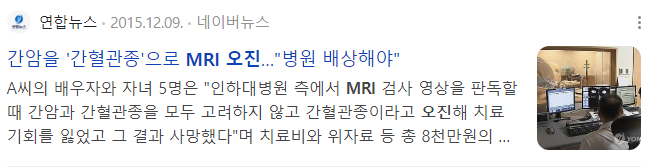 연합뉴스 · 2015.12.09. · 네이버뉴스
간암을 '간혈관종'으로 MRI 오진..."병원 배상해야"
A씨의 배우자와 자녀 5명은 "인하대병원 측에서 MRI 검사 영상을 판독할
때 간암과 간혈관종을 모두 고려하지 않고 간혈관종이라고 오진해 치료
기회를 잃었고 그 결과 사망했다"며 치료비와 위자료 등 총 8천만원의 ...